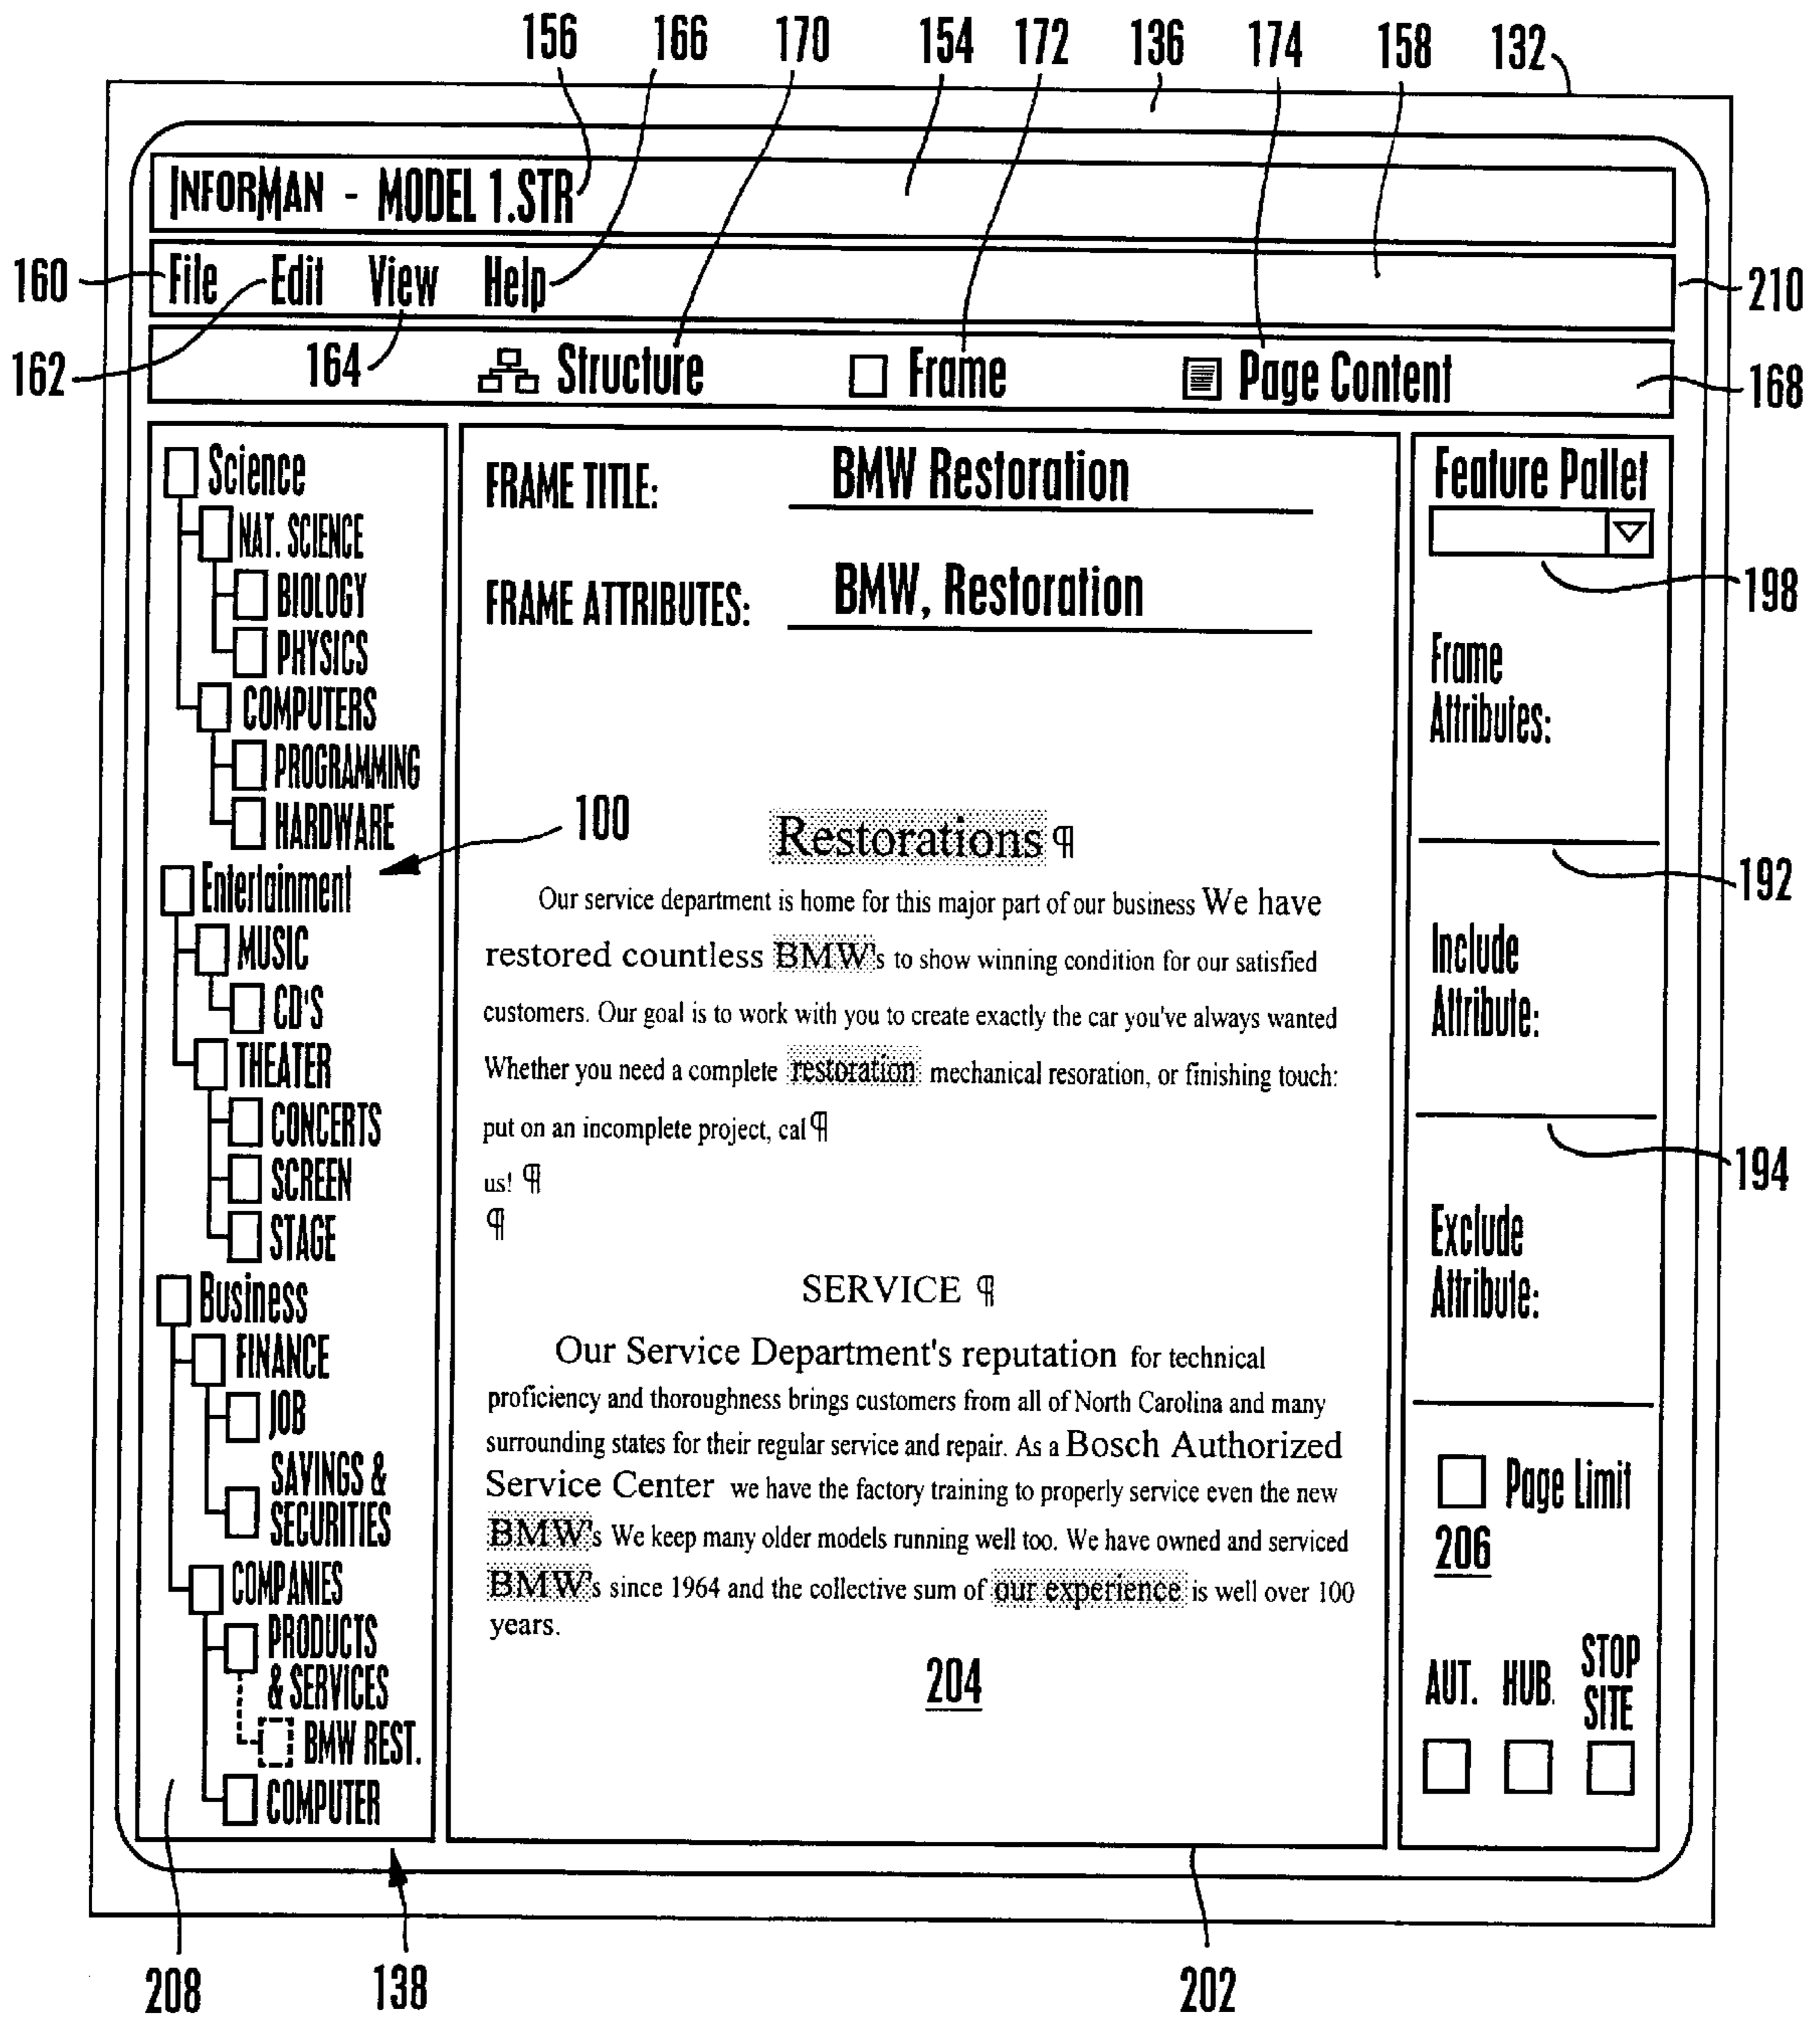 156 166 170 154 172 136 174 158 132
INFORMAN - MODEL 1.STR
160 File Edit View Help 210
162 164 Structure Frame Page Content 168
Science
NAT. SCIENCE
BIOLOGY
PHYSICS
COMPUTERS
PROGRAMMING
HARDWARE
100
Entertainment
MUSIC
CD'S
THEATER
CONCERTS
SCREEN
STAGE
Business
FINANCE
JOB
SAVINGS &
SECURITIES
COMPANIES
PRODUCTS
& SERVICES
BMW REST.
COMPUTER
FRAME TITLE: BMW Restoration
FRAME ATTRIBUTES: BMW, Restoration
Restorations ¶
Our service department is home for this major part of our business We have
restored countless BMW's to show winning condition for our satisfied
customers. Our goal is to work with you to create exactly the car you've always wanted
Whether you need a complete restoration mechanical resoration, or finishing touch:
put on an incomplete project, cal ¶
us! ¶
¶
SERVICE ¶
Our Service Department's reputation for technical
proficiency and thoroughness brings customers from all of North Carolina and many
surrounding states for their regular service and repair. As a Bosch Authorized
Service Center we have the factory training to properly service even the new
BMW's We keep many older models running well too. We have owned and serviced
BMW's since 1964 and the collective sum of our experience is well over 100
years.
204
Feature Pallet
198
Frame
Attributes:
192
Include
Attribute:
194
Exclude
Attribute:
Page Limit
206
AUT. HUB. STOP
SITE
208 138 202